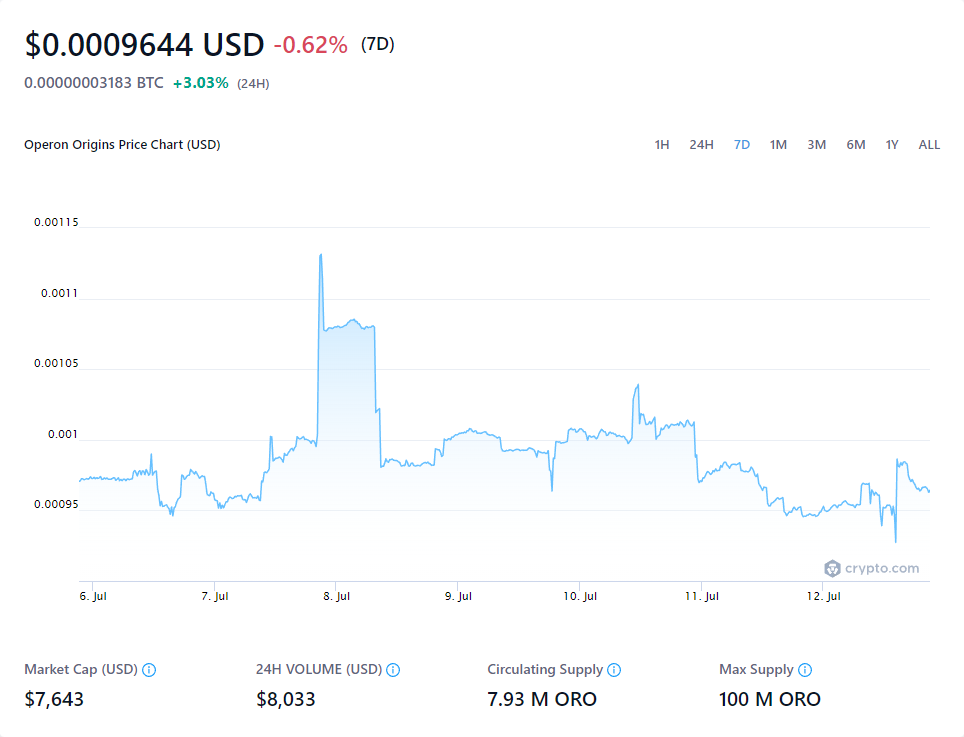 $0.0009644 USD -0.62% (7D)
0.00000003183 BTC +3.03% (24H)
Operon Origins Price Chart (USD) 1H 24H 7D 1M 3M 6M 1Y ALL
0.00115
0.0011
0.00105
0.001
0.00095
crypto.com
6. Jul 7. Jul 8. Jul 9. Jul 10. Jul 11. Jul 12. Jul
Market Cap (USD) 24H VOLUME (USD) Circulating Supply Max Supply
$7,643 $8,033 7.93 M ORO 100 M ORO